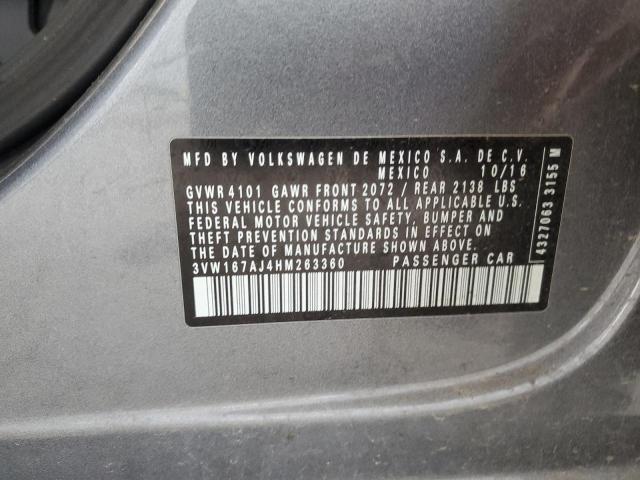 MFD BY VOLKSWAGEN DE MEXICO S.A. DE C.V.
MEXICO 10/16
GVWR 4101 GAWR FRONT 2072 / REAR 2138 LBS
THIS VEHICLE CONFORMS TO ALL APPLICABLE U.S.
FEDERAL MOTOR VEHICLE SAFETY, BUMPER AND
THEFT PREVENTION STANDARDS IN EFFECT ON
THE DATE OF MANUFACTURE SHOWN ABOVE.
3VW167AJ4HM263360 PASSENGER CAR
4327063 3155 M